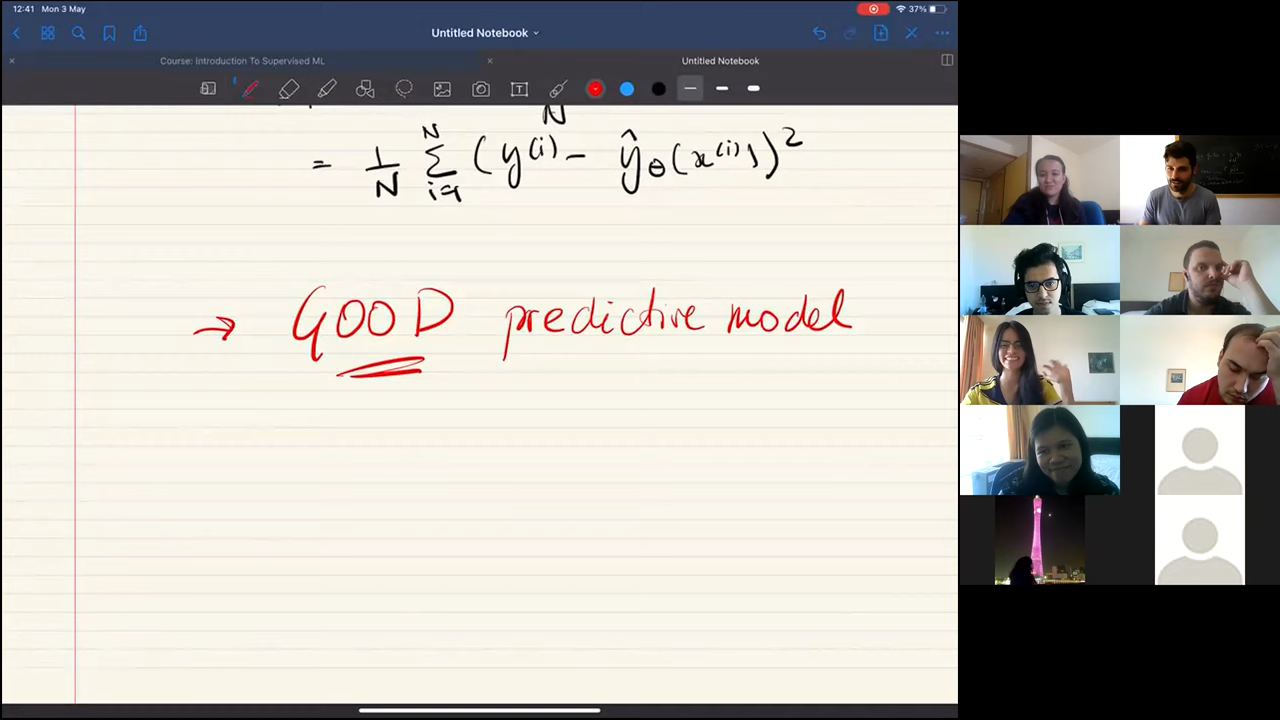 12:41 Mon 3 May
37%
Untitled Notebook
Course: Introduction To Supervised ML
Untitled Notebook
N
= 1/N Σ_{i=1}^{N} (y^{(i)} - ŷ_θ(x^{(i)}))^2
→ GOOD predictive model